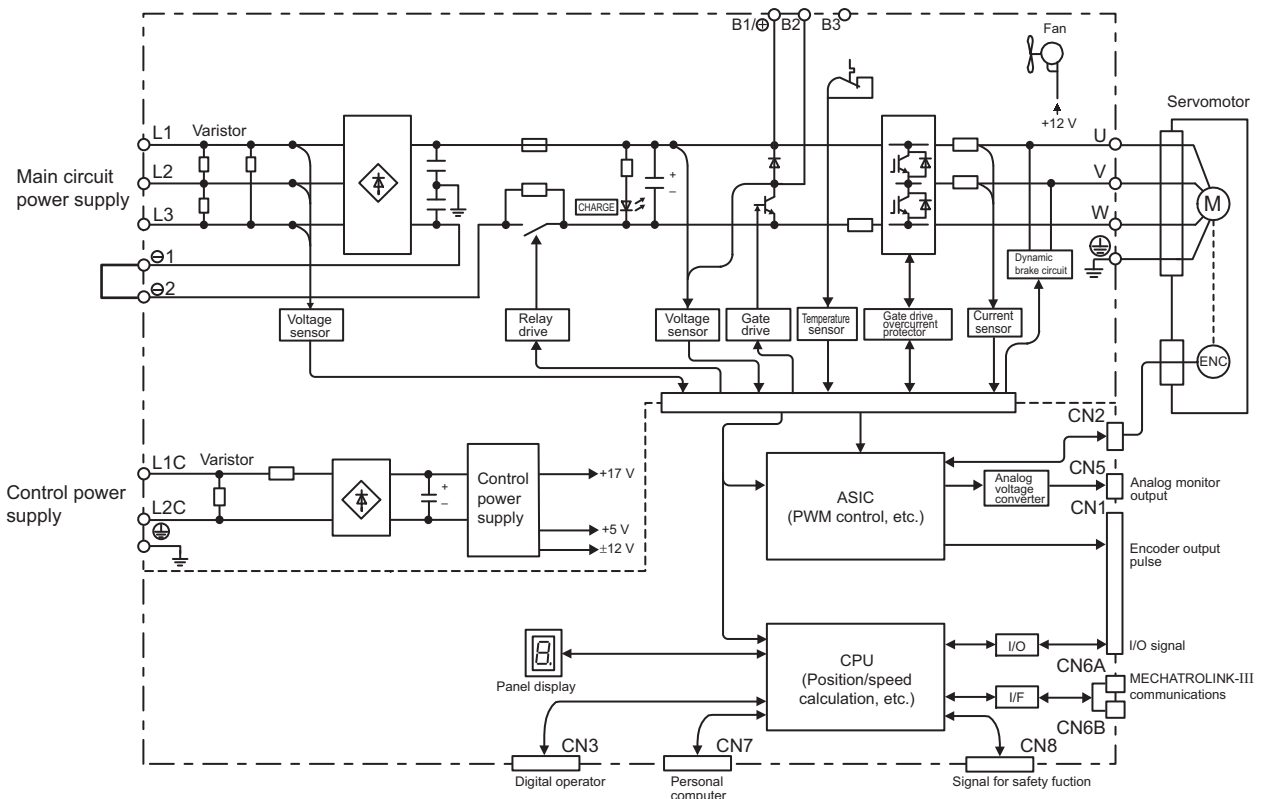 B1/⊕ B2 B3
Fan
+12 V
Servomotor
Main circuit
power supply
L1
Varistor
L2
L3
⊖1
⊖2
+
–
CHARGE
U
V
W
M
ENC
Dynamic
brake circuit
Voltage
sensor
Relay
drive
Voltage
sensor
Gate
drive
Temperature
sensor
Gate drive
overcurrent
protector
Current
sensor
Control power
supply
L1C
Varistor
L2C
+
–
Control
power
supply
+17 V
+5 V
±12 V
ASIC
(PWM control, etc.)
Analog
voltage
converter
CN2
CN5
Analog monitor
output
CN1
Encoder output
pulse
CPU
(Position/speed
calculation, etc.)
I/O
I/O signal
I/F
CN6A
MECHATROLINK-III
communications
CN6B
8.
Panel display
CN3
Digital operator
CN7
Personal
computer
CN8
Signal for safety fuction